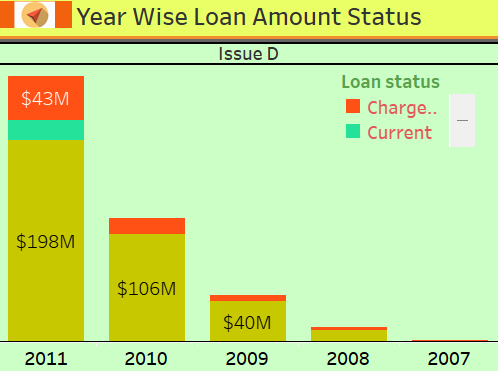 Year Wise Loan Amount Status
Issue D
Loan status
Charge..
Current
$43M
$198M
$106M
$40M
2011 2010 2009 2008 2007